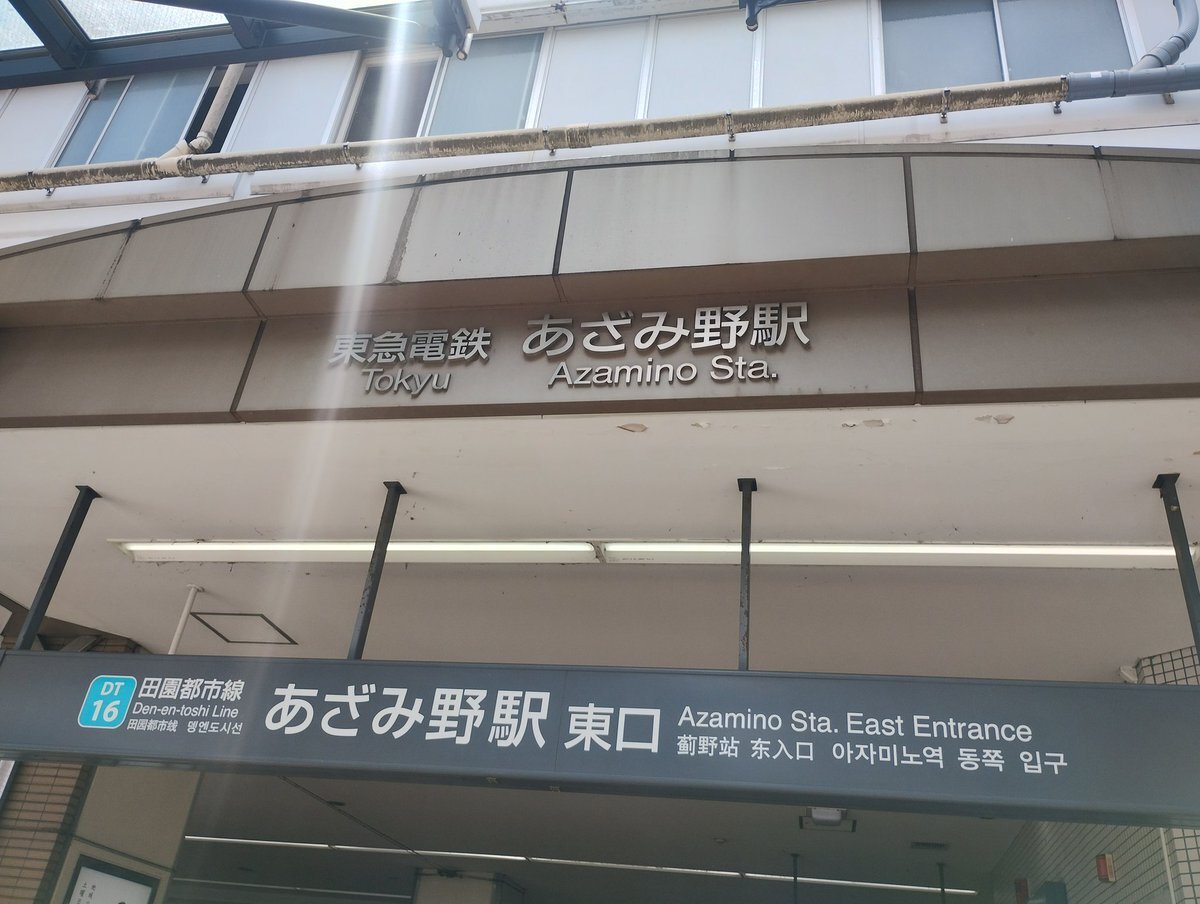 東急電鉄 あざみ野駅
Tokyu Azamino Sta.
DT
16
田園都市線
Den-en-toshi Line
田园都市线 덴엔도시선
あざみ野駅 東口
Azamino Sta. East Entrance
蓟野站 东入口 아자미노역 동쪽 입구